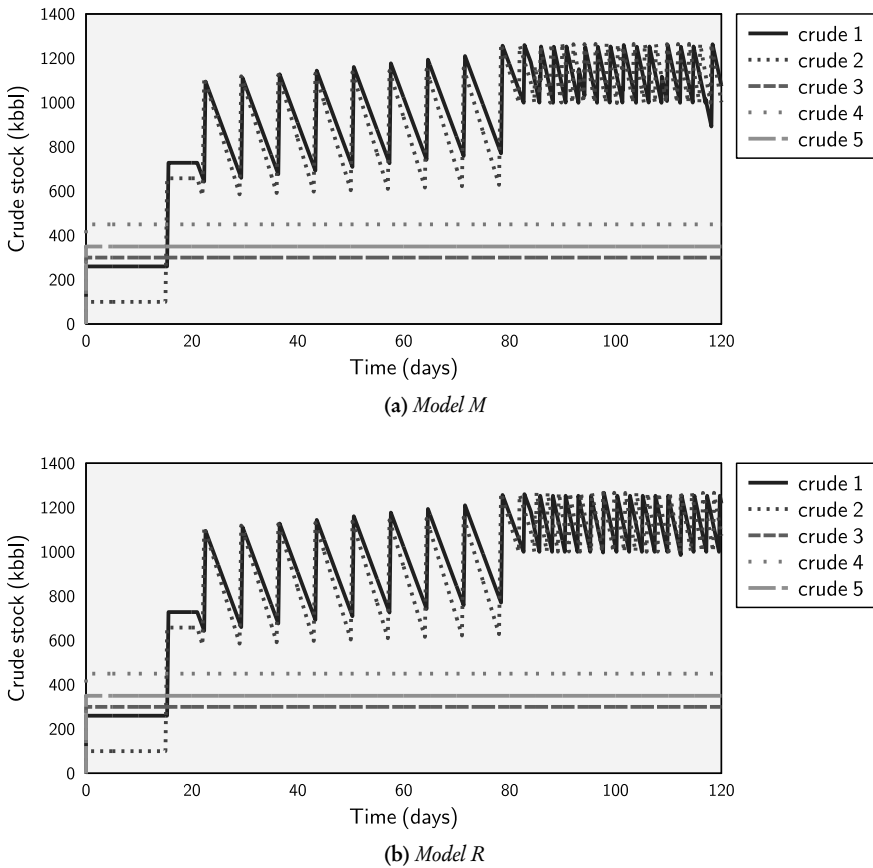 1400
1200
1000
800
600
400
200
0
Crude stock (kbbl)
0 20 40 60 80 100 120
Time (days)
crude 1
crude 2
crude 3
crude 4
crude 5
(a) Model M
1400
1200
1000
800
600
400
200
0
Crude stock (kbbl)
0 20 40 60 80 100 120
Time (days)
crude 1
crude 2
crude 3
crude 4
crude 5
(b) Model R